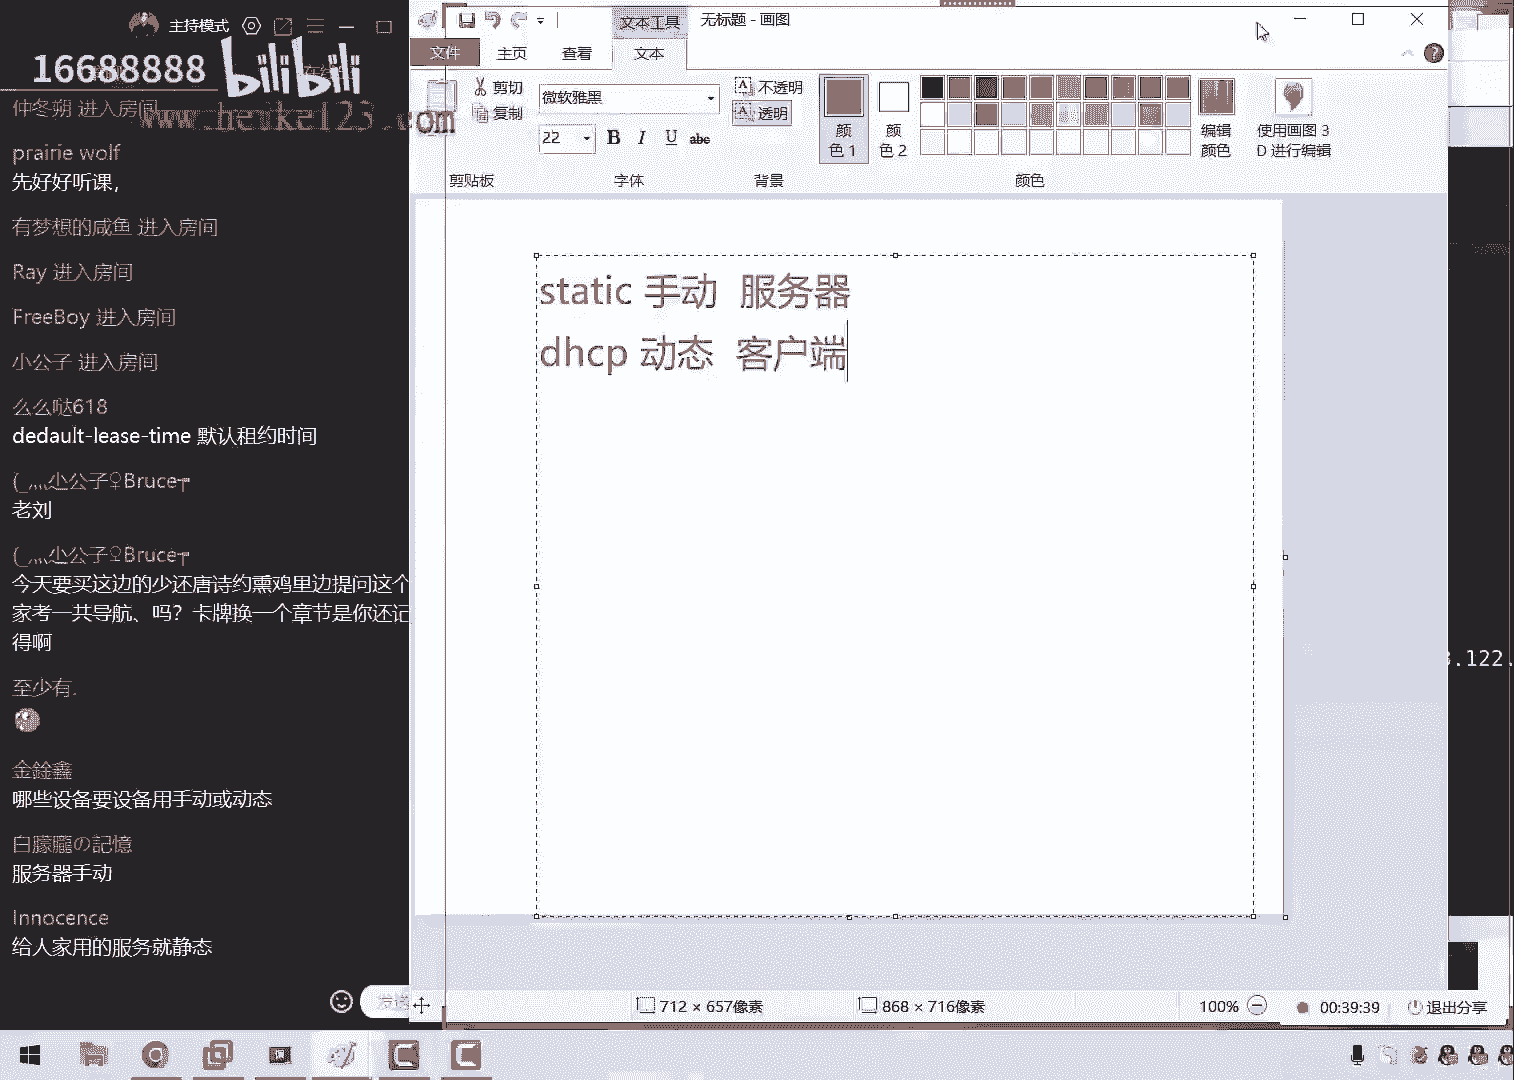 主持模式
16688888 bilibili
仲冬朔 进入房间
www.heike123.com
prairie wolf
先好好听课，
有梦想的咸鱼 进入房间
Ray 进入房间
FreeBoy 进入房间
小公子 进入房间
么么哒618
dedault-lease-time 默认租约时间
小公子♀Bruce
老刘
小公子♀Bruce
今天要买这边的少还唐诗约熏鸡里边提问这个
家考一共导航、吗？卡牌换一个章节是你还记
得啊
至少有.
金銓鑫
哪些设备要设备用手动或动态
白朦朧の記憶
服务器手动
Innocence
给人家用的服务就静态
文本工具 无标题 - 画图
文件 主页 查看 文本
剪切
复制
剪贴板
微软雅黑
22 B I U abc
字体
不透明
透明
背景
颜
色 1
颜
色 2
编辑
颜色
使用画图 3
D 进行编辑
颜色
static 手动 服务器
dhcp 动态 客户端
.122.
712 × 657像素
868 × 716像素
100%
00:39:39
退出分享